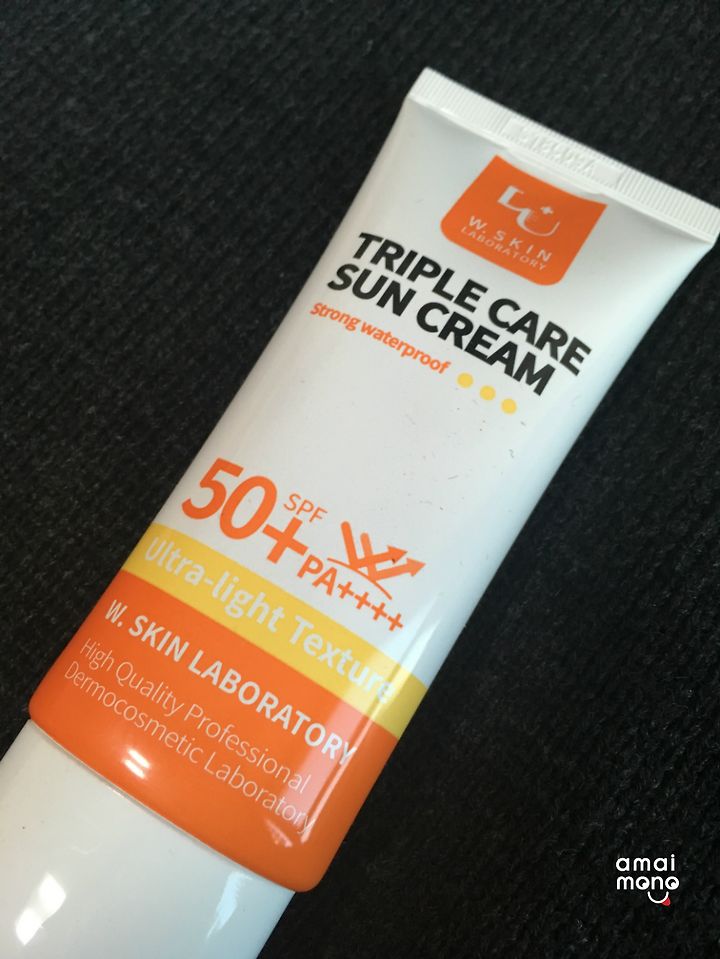 W. SKIN
LABORATORY
TRIPLE CARE
SUN CREAM
Strong waterproof
50+
SPF
PA++++
Ultra-light Texture
W. SKIN LABORATORY
High Quality Professional
Dermocosmetic Laboratory
amai
mono